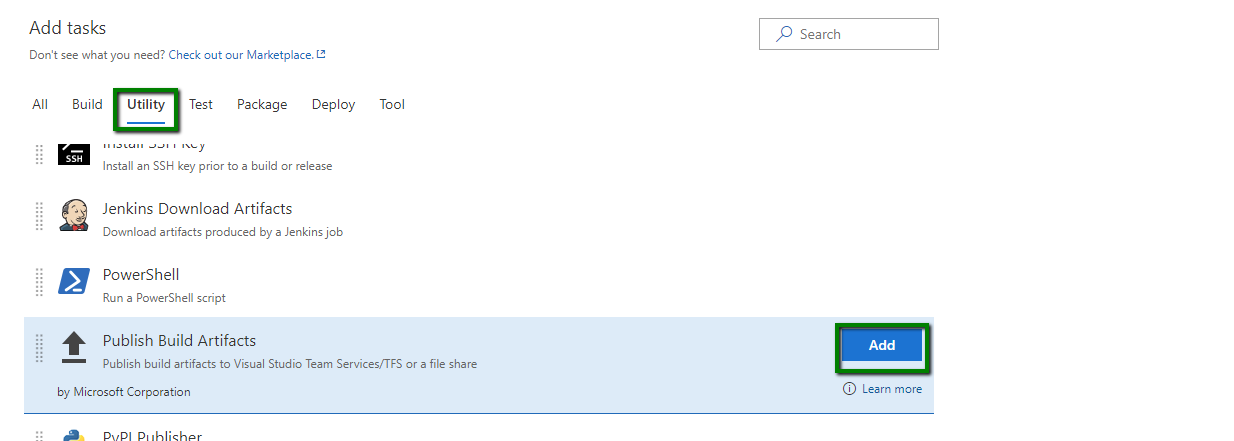 Add tasks
Search
Don't see what you need? Check out our Marketplace.
All Build Utility Test Package Deploy Tool
Install SSH Key
SSH
Install an SSH key prior to a build or release
Jenkins Download Artifacts
Download artifacts produced by a Jenkins job
PowerShell
Run a PowerShell script
Publish Build Artifacts
Add
Publish build artifacts to Visual Studio Team Services/TFS or a file share
by Microsoft Corporation
Learn more
PyPI Publisher